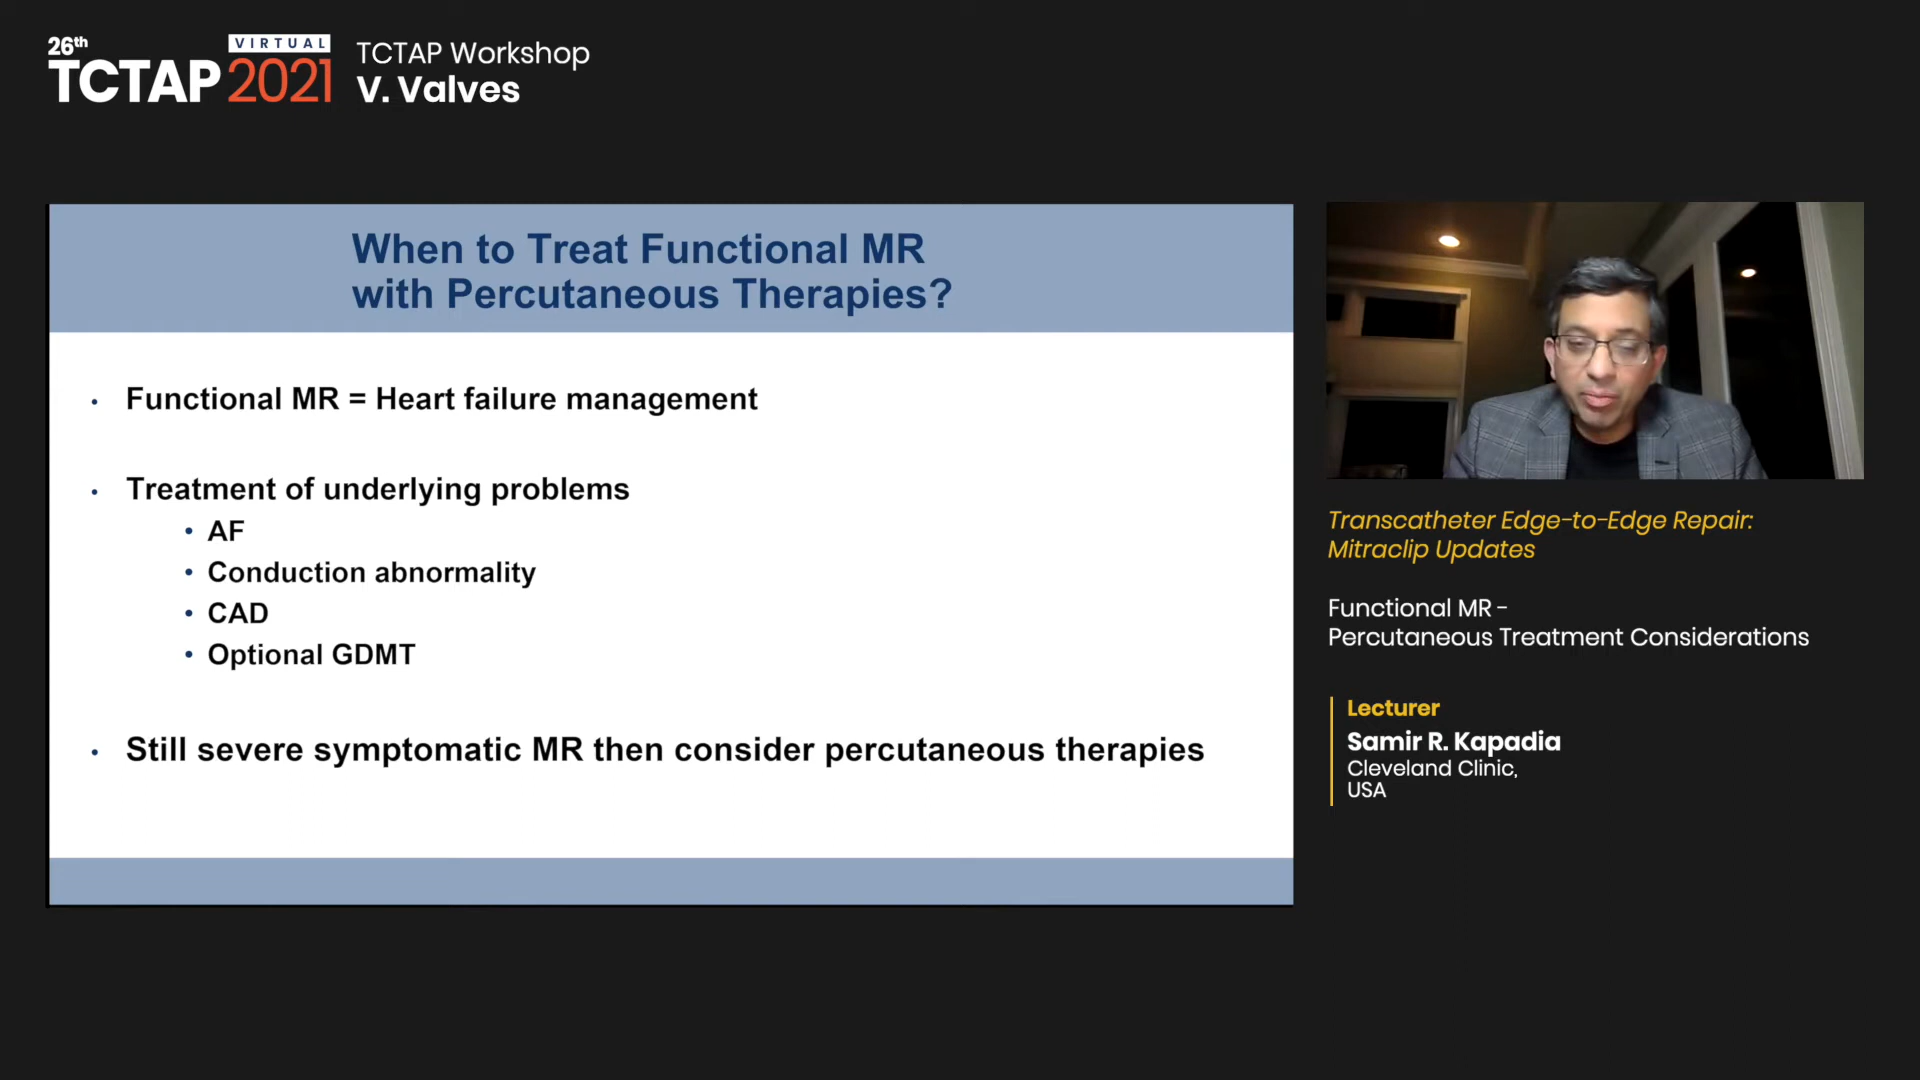 26th
VIRTUAL
TCTAP 2021
TCTAP Workshop
V. Valves
When to Treat Functional MR
with Percutaneous Therapies?
• Functional MR = Heart failure management
• Treatment of underlying problems
• AF
• Conduction abnormality
• CAD
• Optional GDMT
• Still severe symptomatic MR then consider percutaneous therapies
Transcatheter Edge-to-Edge Repair:
Mitraclip Updates
Functional MR -
Percutaneous Treatment Considerations
Lecturer
Samir R. Kapadia
Cleveland Clinic,
USA